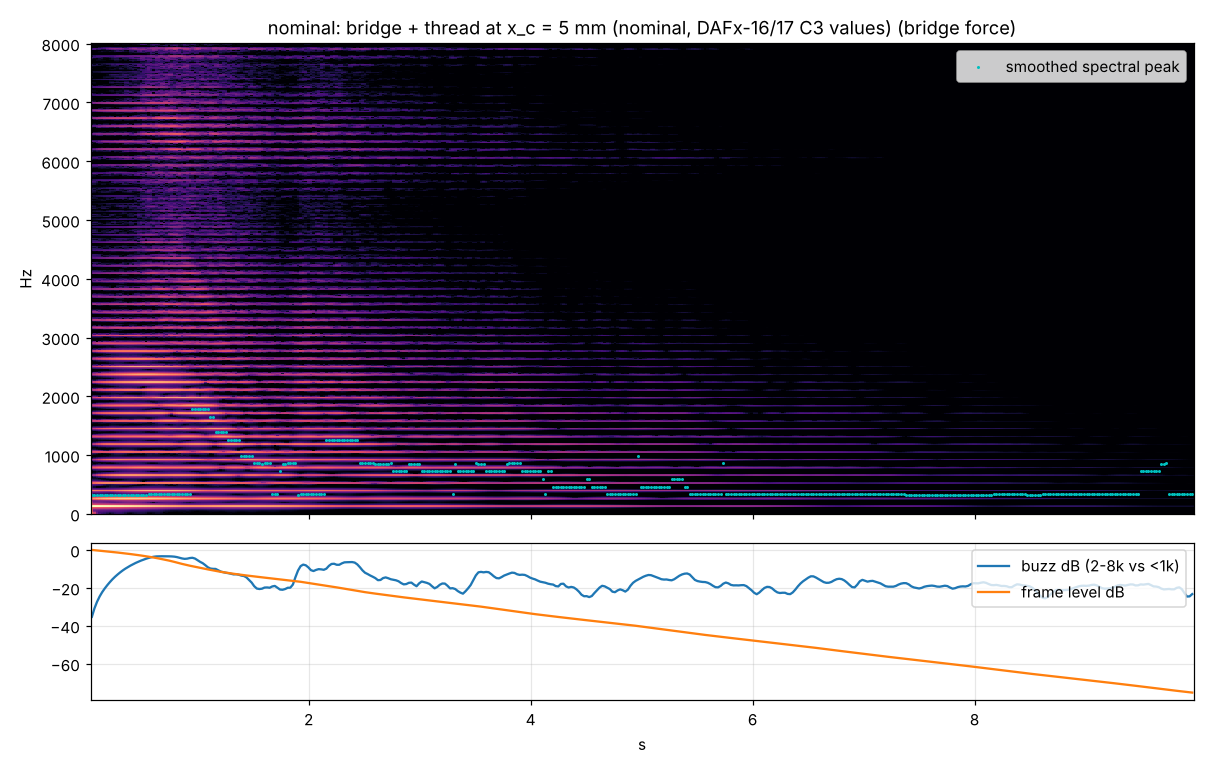 nominal: bridge + thread at x_c = 5 mm (nominal, DAFx-16/17 C3 values) (bridge force)
8000
7000
6000
5000
4000
3000
2000
1000
0
Hz
smoothed spectral peak
0
−20
−40
−60
buzz dB (2-8k vs <1k)
frame level dB
2
4
6
8
s